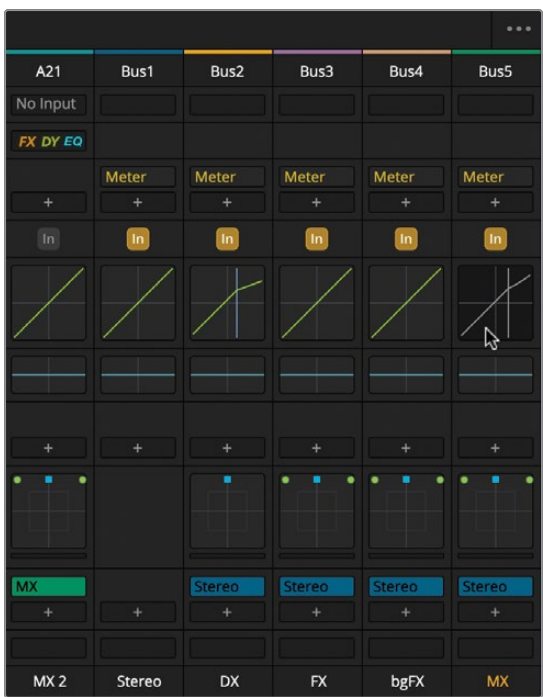 A21 Bus1 Bus2 Bus3 Bus4 Bus5
No Input
FX DY EQ
Meter Meter Meter Meter Meter
+ + + + + +
In In In In In In
+ + + + + +
MX Stereo Stereo Stereo Stereo
+ + + + + +
MX 2 Stereo DX FX bgFX MX